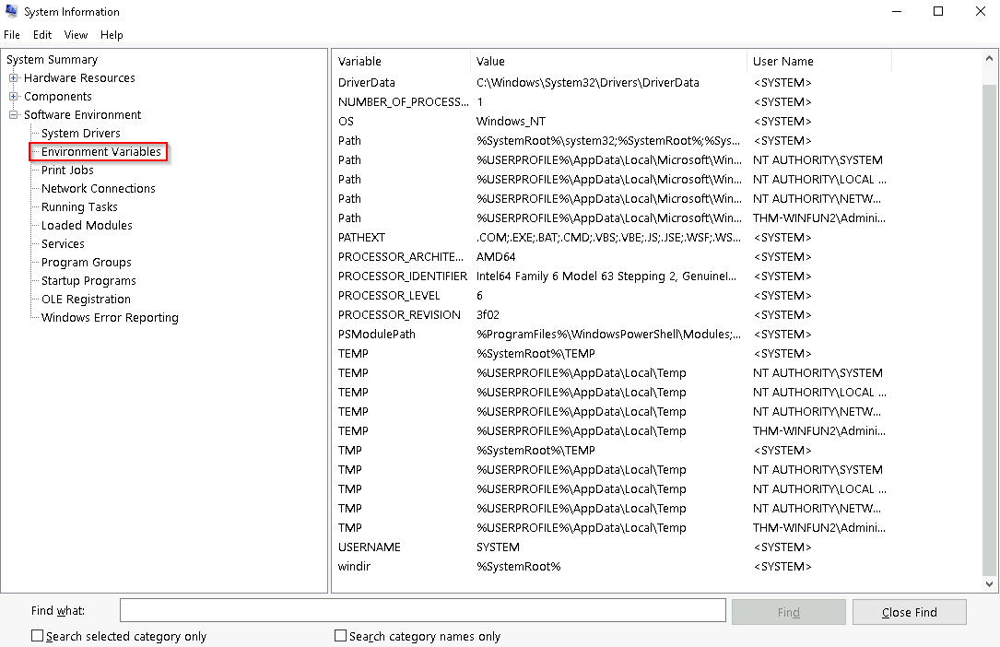 System Information
File Edit View Help
System Summary
Hardware Resources
Components
Software Environment
System Drivers
Environment Variables
Print Jobs
Network Connections
Running Tasks
Loaded Modules
Services
Program Groups
Startup Programs
OLE Registration
Windows Error Reporting
Variable Value User Name
DriverData C:\Windows\System32\Drivers\DriverData <SYSTEM>
NUMBER_OF_PROCESS... 1 <SYSTEM>
OS Windows_NT <SYSTEM>
Path %SystemRoot%\system32;%SystemRoot%;%Sys... <SYSTEM>
Path %USERPROFILE%\AppData\Local\Microsoft\Win... NT AUTHORITY\SYSTEM
Path %USERPROFILE%\AppData\Local\Microsoft\Win... NT AUTHORITY\LOCAL ...
Path %USERPROFILE%\AppData\Local\Microsoft\Win... NT AUTHORITY\NETW...
Path %USERPROFILE%\AppData\Local\Microsoft\Win... THM-WINFUN2\Admini...
PATHEXT .COM;.EXE;.BAT;.CMD;.VBS;.VBE;.JS;.JSE;.WSF;.WS... <SYSTEM>
PROCESSOR_ARCHITE... AMD64 <SYSTEM>
PROCESSOR_IDENTIFIER Intel64 Family 6 Model 63 Stepping 2, GenuineI... <SYSTEM>
PROCESSOR_LEVEL 6 <SYSTEM>
PROCESSOR_REVISION 3f02 <SYSTEM>
PSModulePath %ProgramFiles%\WindowsPowerShell\Modules;... <SYSTEM>
TEMP %SystemRoot%\TEMP <SYSTEM>
TEMP %USERPROFILE%\AppData\Local\Temp NT AUTHORITY\SYSTEM
TEMP %USERPROFILE%\AppData\Local\Temp NT AUTHORITY\LOCAL ...
TEMP %USERPROFILE%\AppData\Local\Temp NT AUTHORITY\NETW...
TEMP %USERPROFILE%\AppData\Local\Temp THM-WINFUN2\Admini...
TMP %SystemRoot%\TEMP <SYSTEM>
TMP %USERPROFILE%\AppData\Local\Temp NT AUTHORITY\SYSTEM
TMP %USERPROFILE%\AppData\Local\Temp NT AUTHORITY\LOCAL ...
TMP %USERPROFILE%\AppData\Local\Temp NT AUTHORITY\NETW...
TMP %USERPROFILE%\AppData\Local\Temp THM-WINFUN2\Admini...
USERNAME SYSTEM <SYSTEM>
windir %SystemRoot% <SYSTEM>
Find what: Find Close Find
Search selected category only Search category names only